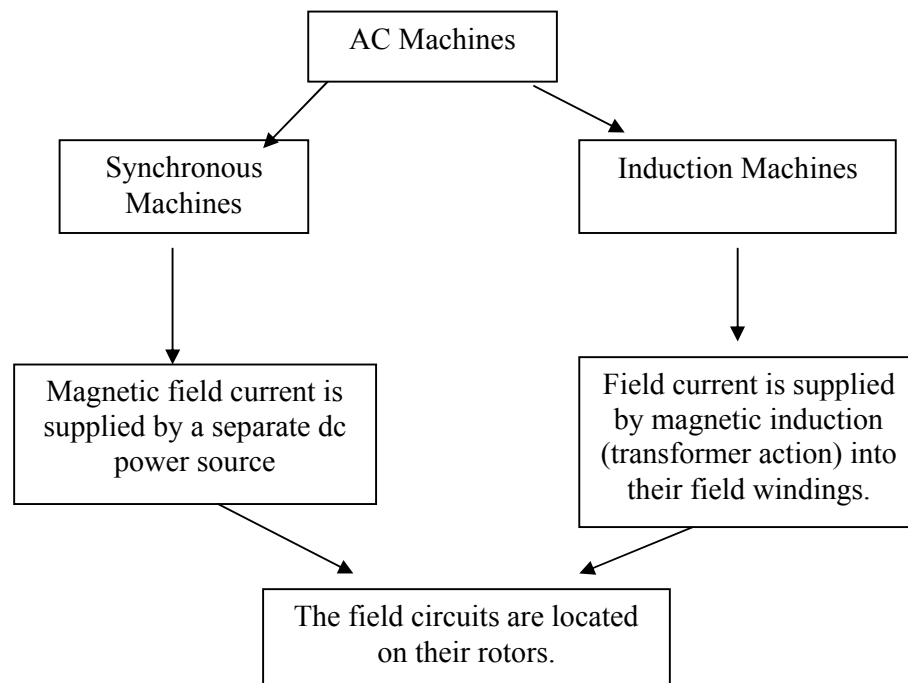 AC Machines
Synchronous
Machines
Induction Machines
Magnetic field current is
supplied by a separate dc
power source
Field current is supplied
by magnetic induction
(transformer action) into
their field windings.
The field circuits are located
on their rotors.